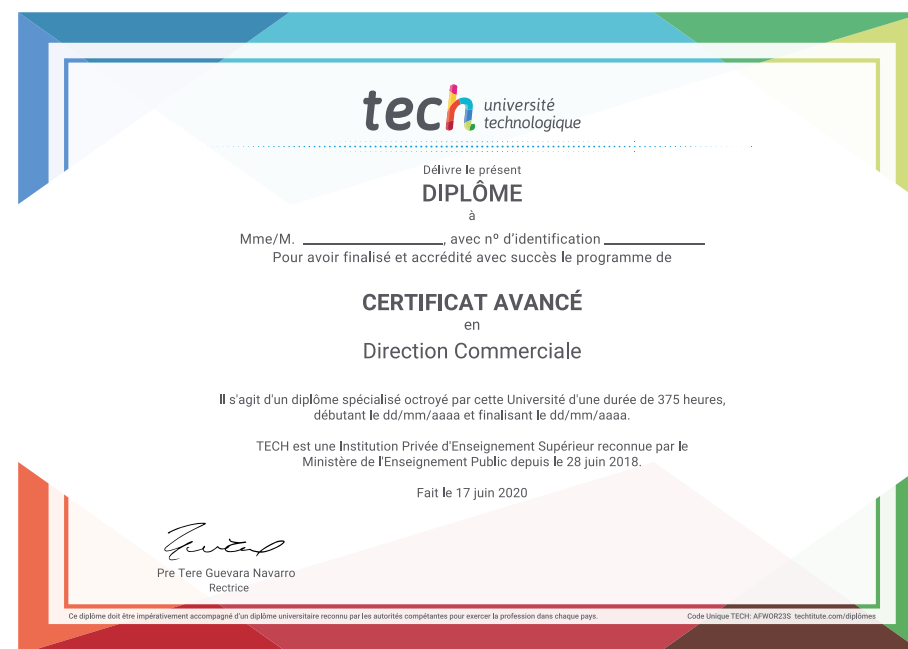 tech université
technologique
Délivre le présent
DIPLÔME
à
Mme/M. ____________________, avec nº d'identification ______________
Pour avoir finalisé et accrédité avec succès le programme de
CERTIFICAT AVANCÉ
en
Direction Commerciale
Il s'agit d'un diplôme spécialisé octroyé par cette Université d'une durée de 375 heures,
débutant le dd/mm/aaaa et finalisant le dd/mm/aaaa.
TECH est une Institution Privée d'Enseignement Supérieur reconnue par le
Ministère de l'Enseignement Public depuis le 28 juin 2018.
Fait le 17 juin 2020
Pre Tere Guevara Navarro
Rectrice
Ce diplôme doit être impérativement accompagné d'un diplôme universitaire reconnu par les autorités compétantes pour exercer la profession dans chaque pays.
Code Unique TECH: AFWOR23S techtitute.com/diplômes